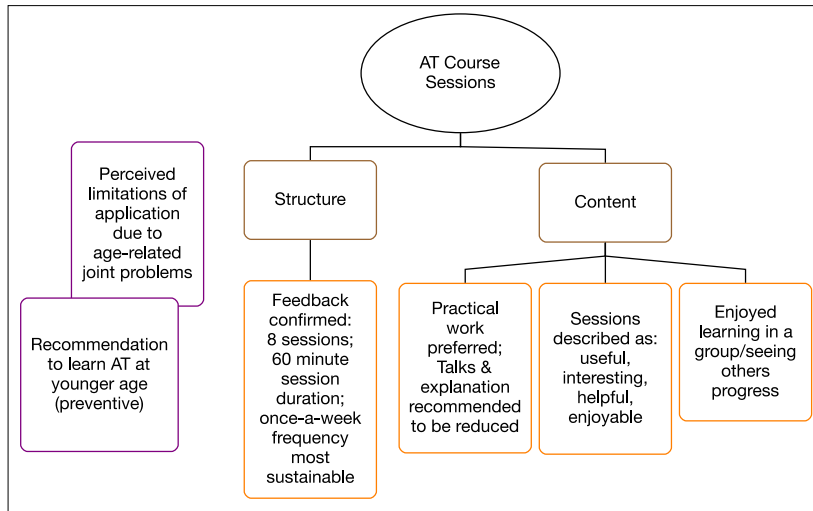 AT Course
Sessions
Perceived
limitations of
application
due to
age-related
joint problems
Recommendation
to learn AT at
younger age
(preventive)
Structure
Feedback
confirmed:
8 sessions;
60 minute
session
duration;
once-a-week
frequency
most
sustainable
Content
Practical
work
preferred;
Talks &
explanation
recommended
to be reduced
Sessions
described as:
useful,
interesting,
helpful,
enjoyable
Enjoyed
learning in a
group/seeing
others
progress